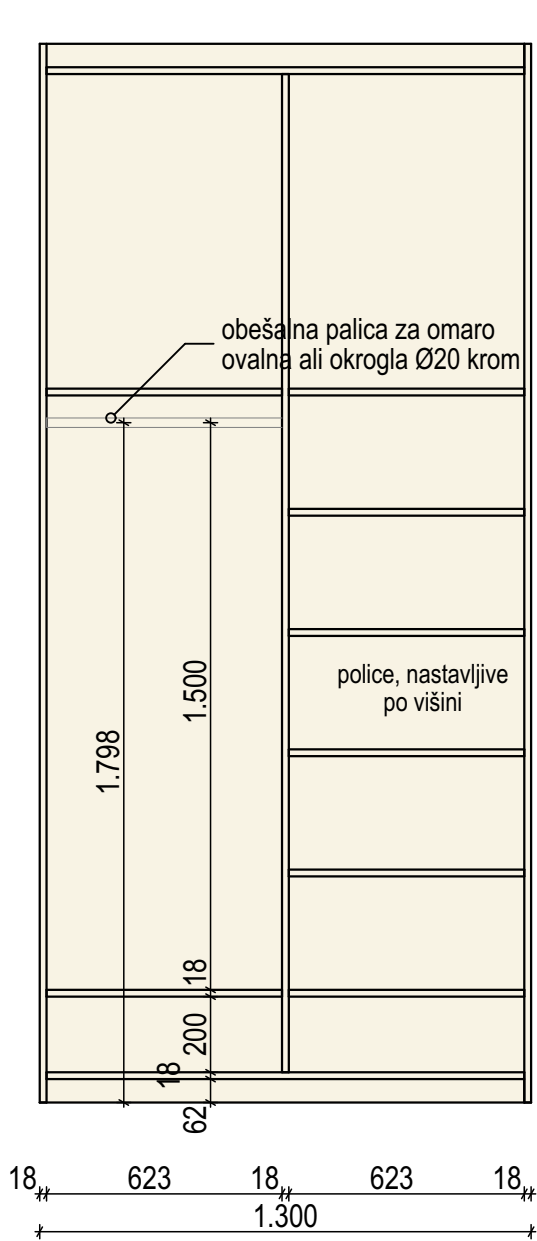 obešalna palica za omaro
ovalna ali okrogla Ø20 krom
police, nastavljive
po višini
1.500
1.798
18
200
18
62
18 623 18 623 18
1.300